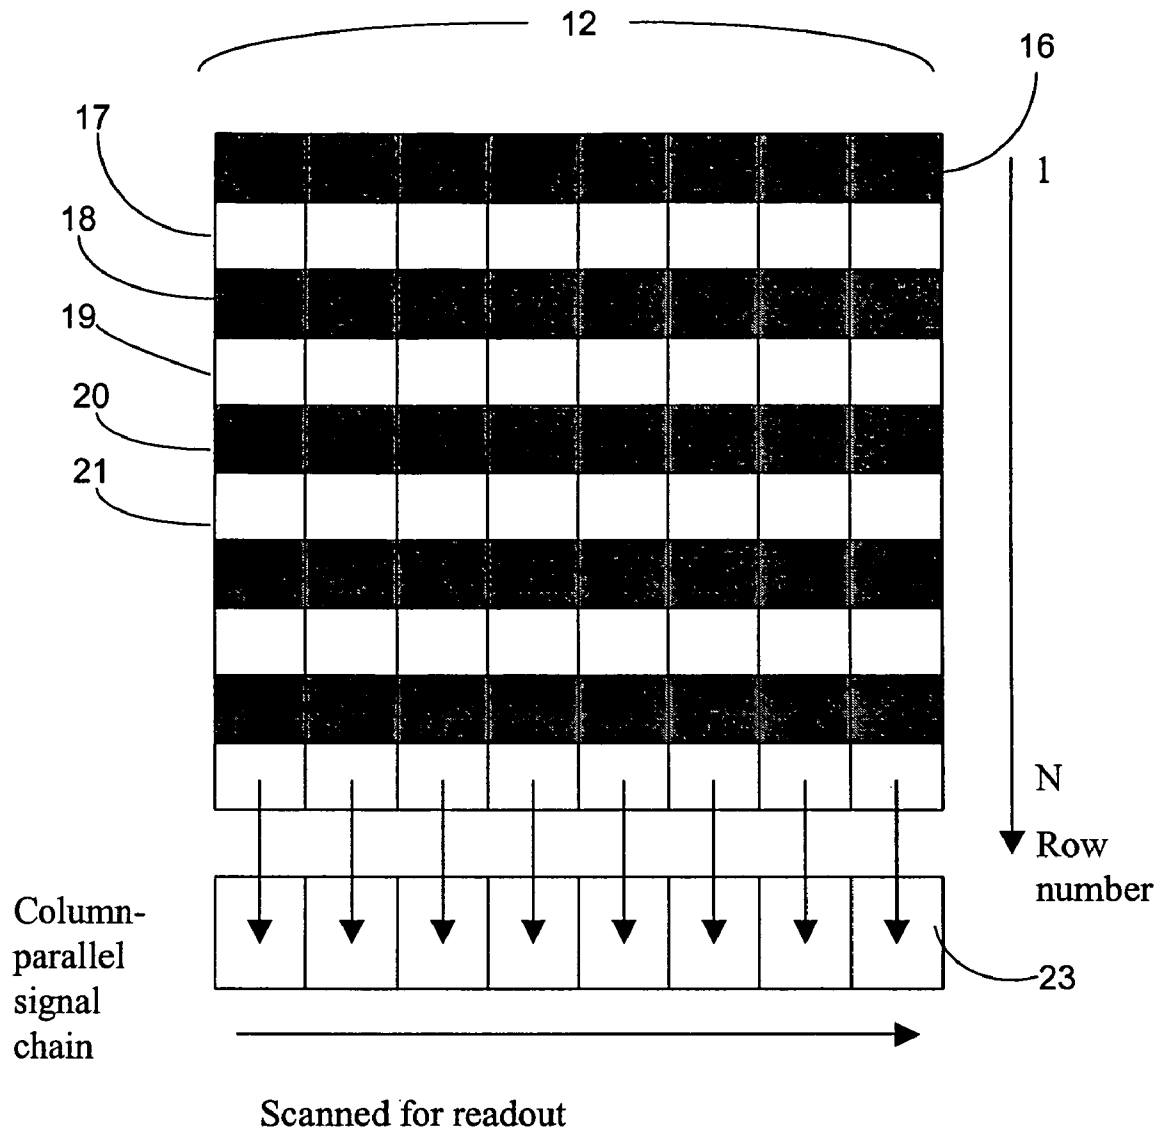 12
16
17
1
18
19
20
21
N
Row
number
Column-
parallel
signal
chain
23
Scanned for readout